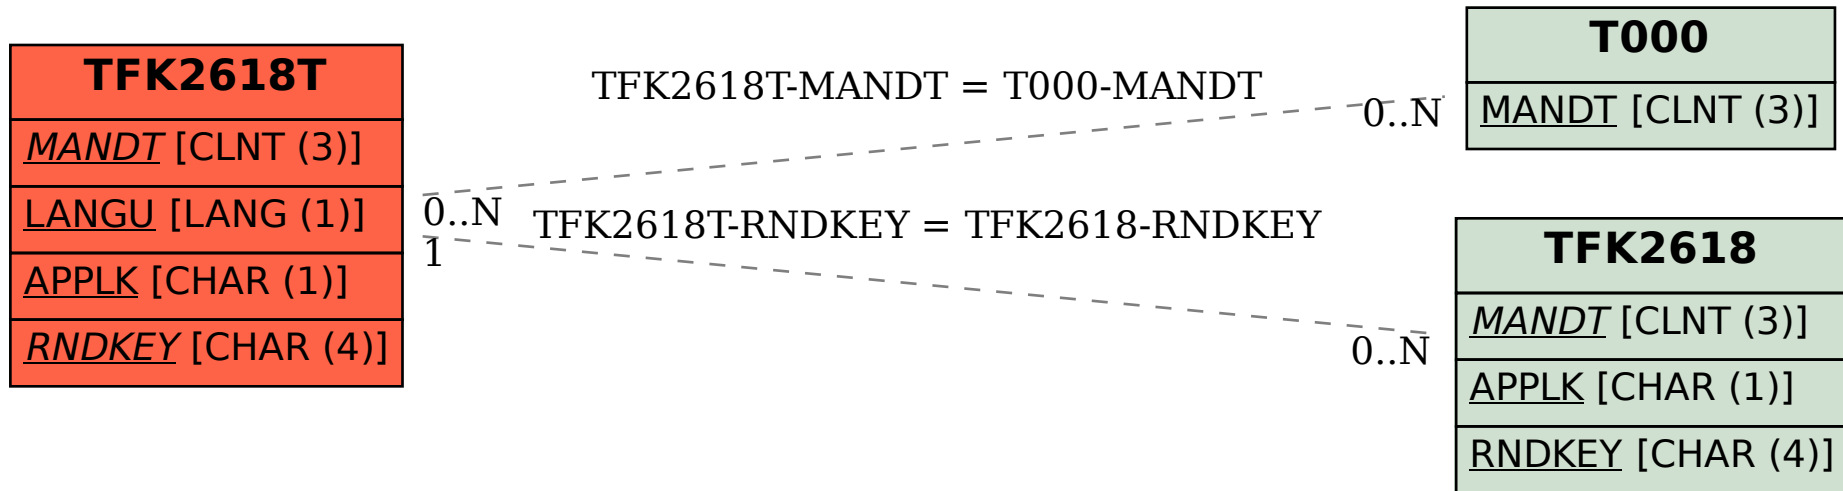 TFK2618T
MANDT [CLNT (3)]
LANGU [LANG (1)]
APPLK [CHAR (1)]
RNDKEY [CHAR (4)]
TFK2618T-MANDT = T000-MANDT
0..N
0..N
TFK2618T-RNDKEY = TFK2618-RNDKEY
1
0..N
T000
MANDT [CLNT (3)]
TFK2618
MANDT [CLNT (3)]
APPLK [CHAR (1)]
RNDKEY [CHAR (4)]